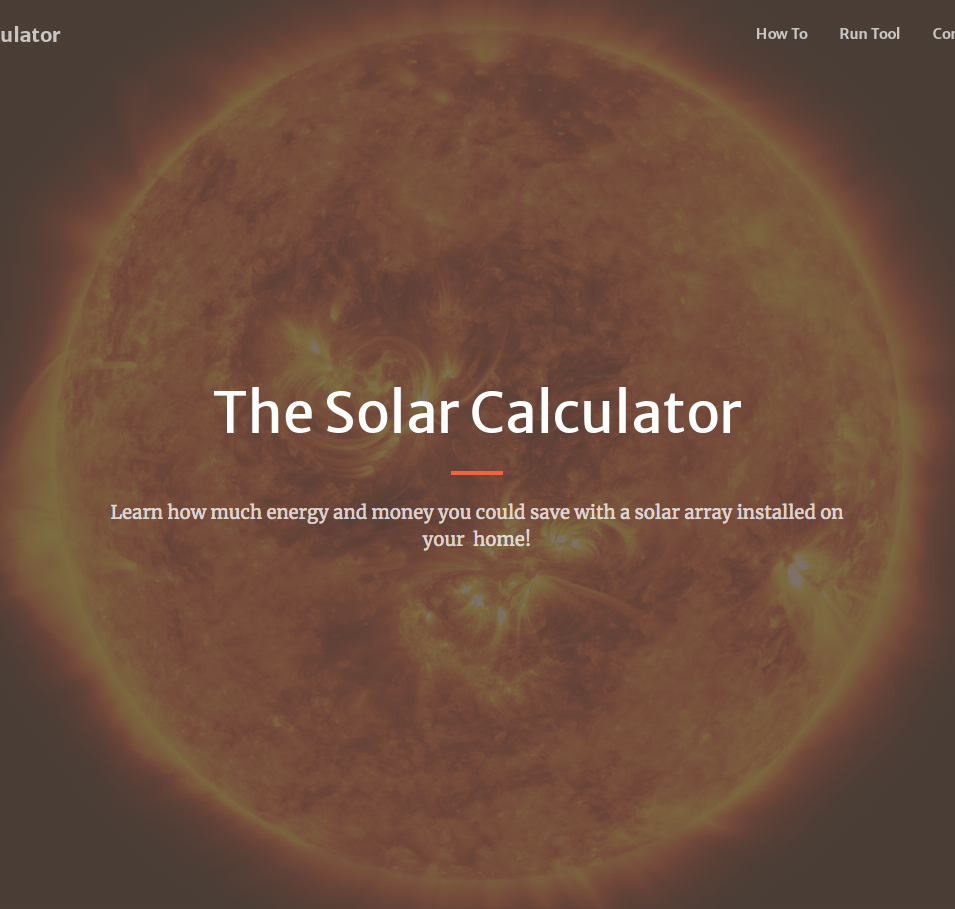 ulator
How To
Run Tool
The Solar Calculator
Learn how much energy and money you could save with a solar array installed on
your  home!